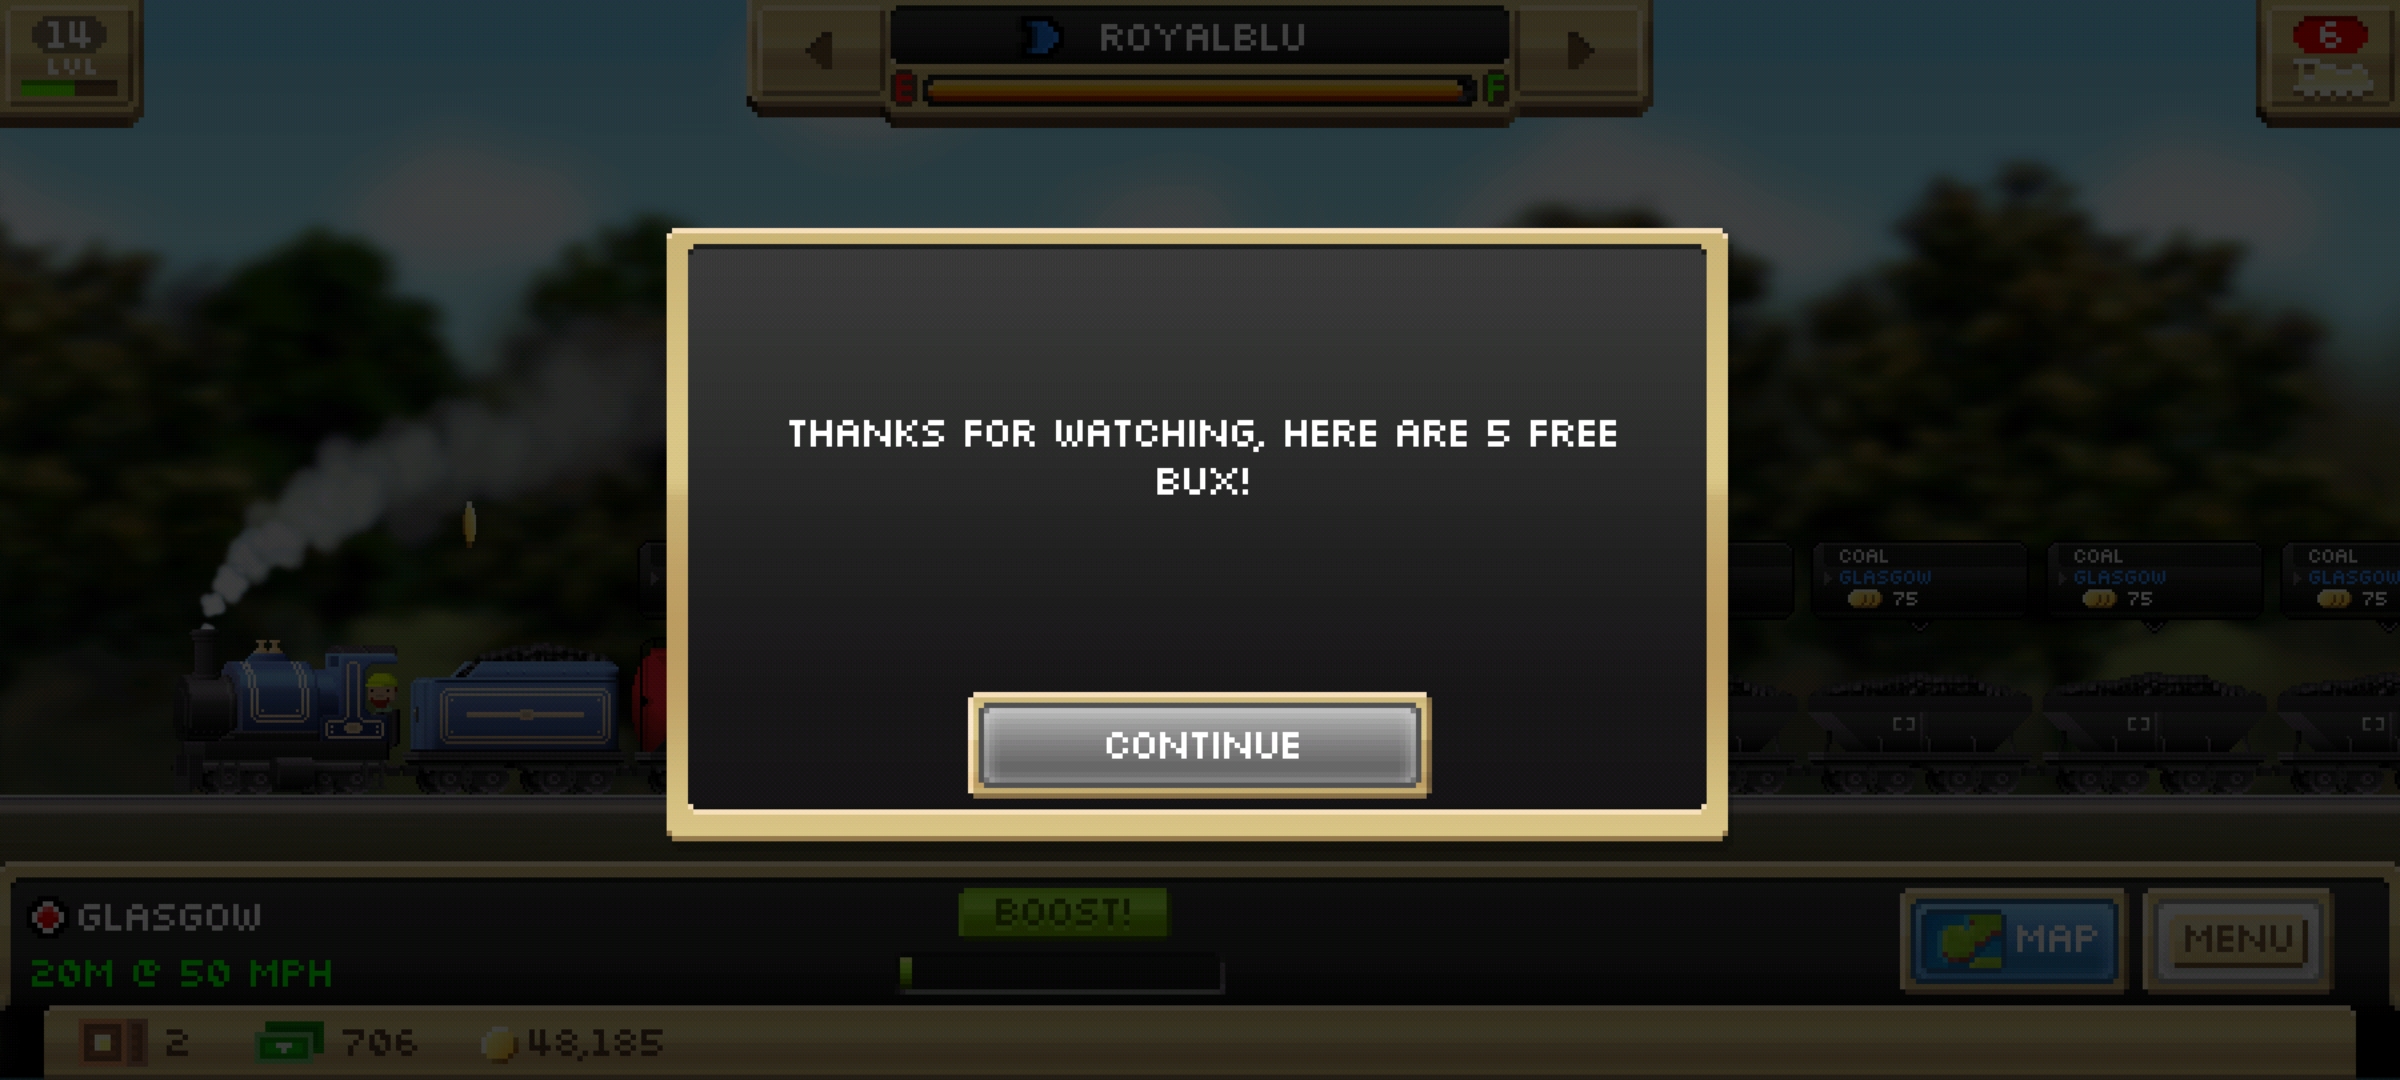 14
LVL
ROYALBLU
E F
6
THANKS FOR WATCHING, HERE ARE 5 FREE
BUX!
CONTINUE
COAL
GLASGOW
75
COAL
GLASGOW
75
COAL
GLASGOW
75
GLASGOW
20M @ 50 MPH
BOOST!
MAP
MENU
2
706
48,185